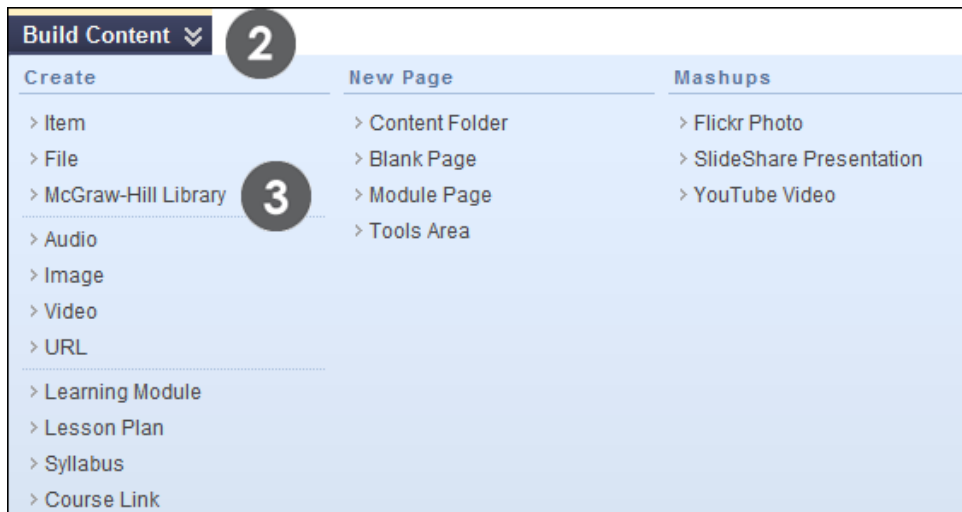 Build Content
2
Create
Item
File
McGraw-Hill Library
3
Audio
Image
Video
URL
Learning Module
Lesson Plan
Syllabus
Course Link
New Page
Content Folder
Blank Page
Module Page
Tools Area
Mashups
Flickr Photo
SlideShare Presentation
YouTube Video